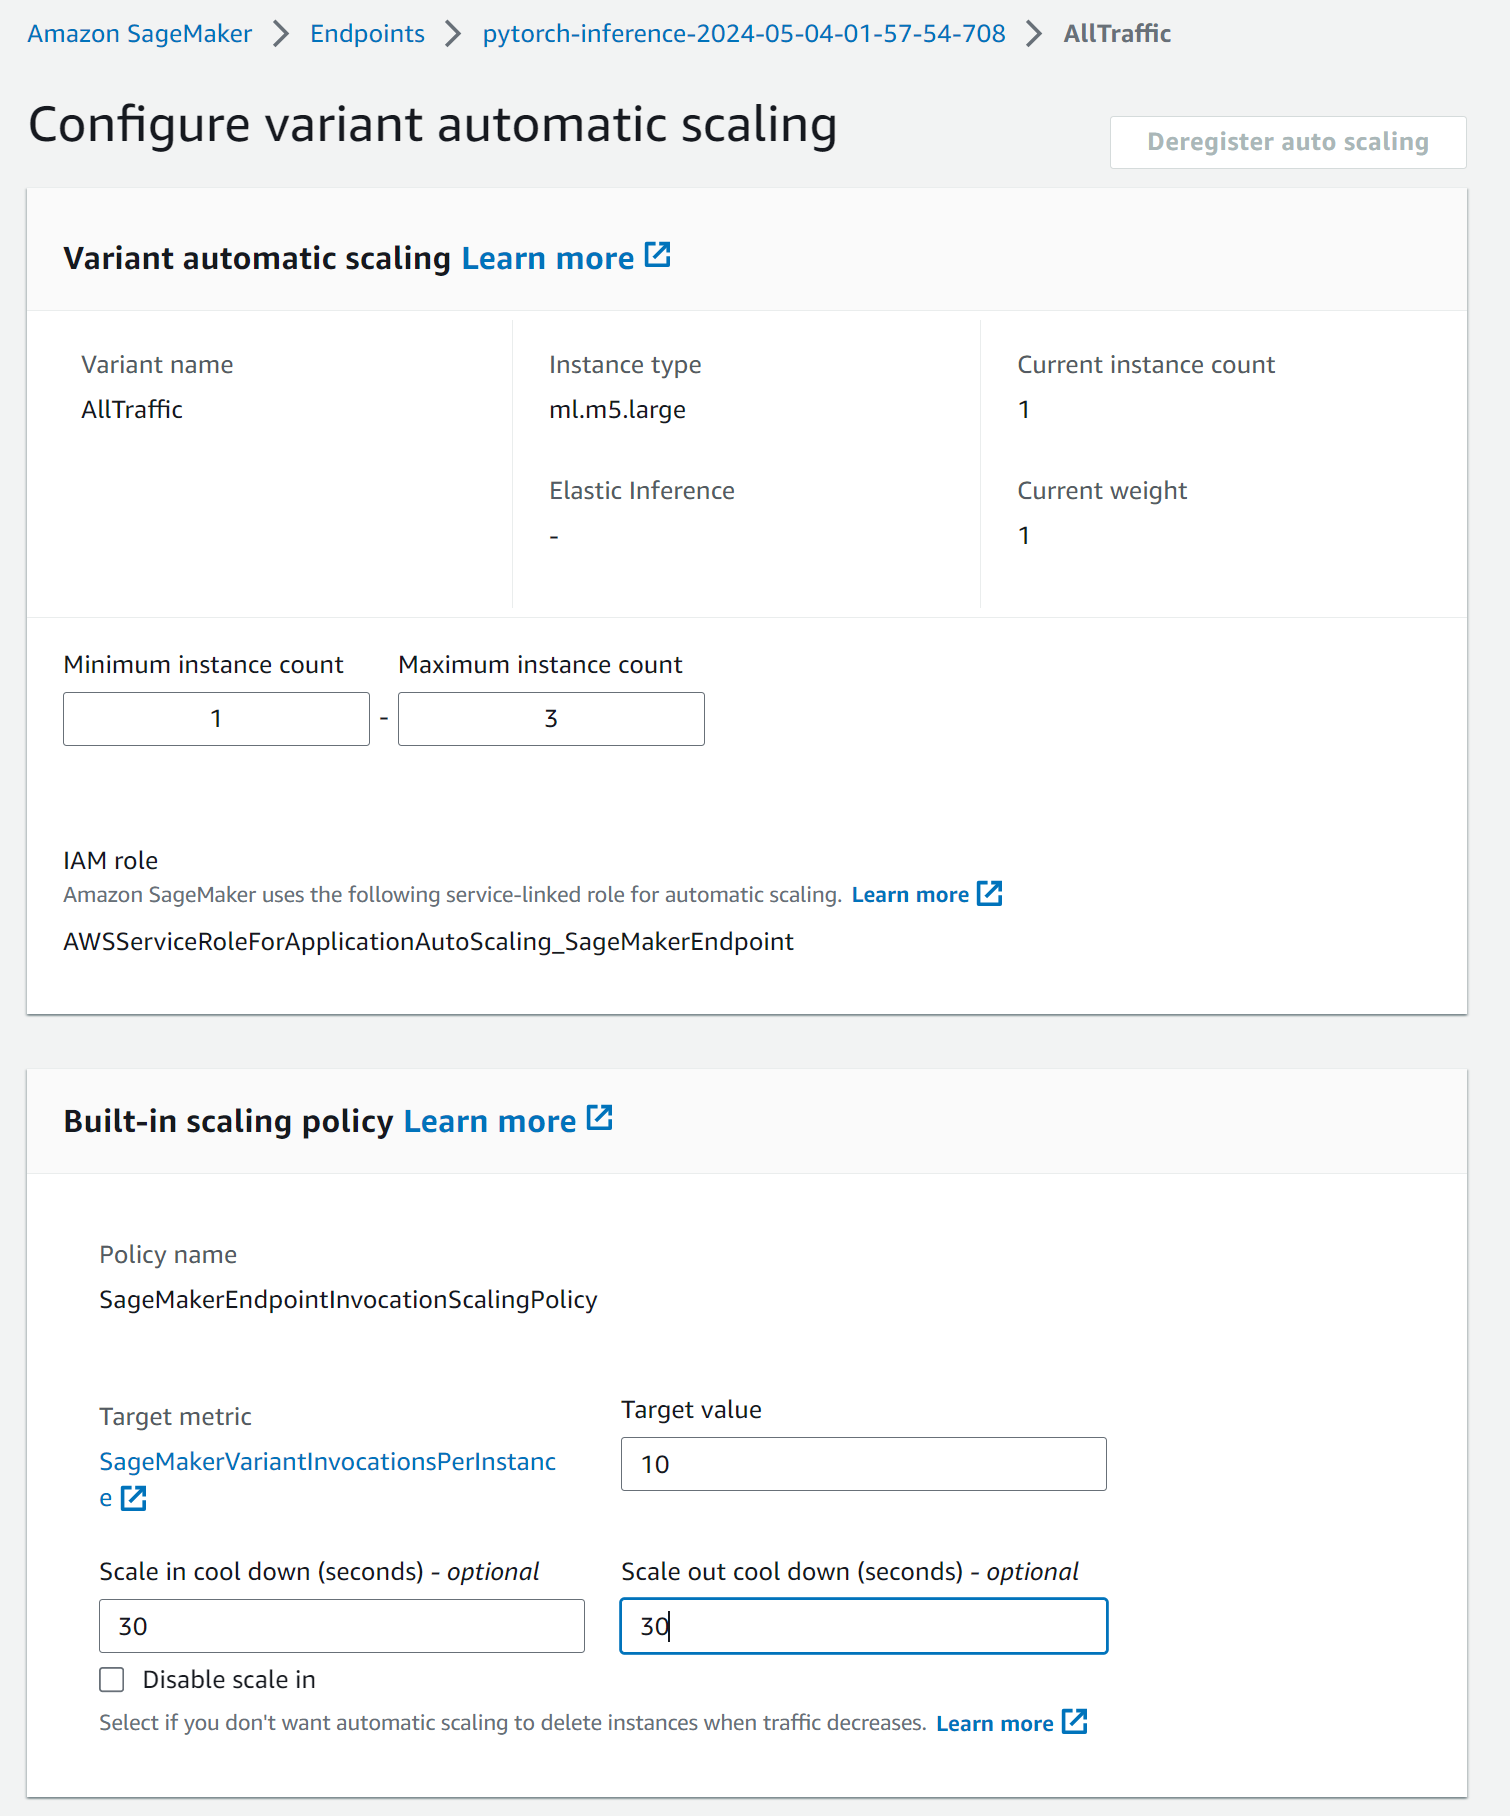 Amazon SageMaker > Endpoints > pytorch-inference-2024-05-04-01-57-54-708 > AllTraffic
Configure variant automatic scaling
Deregister auto scaling
Variant automatic scaling Learn more
Variant name
AllTraffic
Instance type
ml.m5.large
Elastic Inference
-
Current instance count
1
Current weight
1
Minimum instance count
1
-
Maximum instance count
3
IAM role
Amazon SageMaker uses the following service-linked role for automatic scaling. Learn more
AWSServiceRoleForApplicationAutoScaling_SageMakerEndpoint
Built-in scaling policy Learn more
Policy name
SageMakerEndpointInvocationScalingPolicy
Target metric
SageMakerVariantInvocationsPerInstanc
e
Target value
10
Scale in cool down (seconds) - optional
30
Scale out cool down (seconds) - optional
30
Disable scale in
Select if you don't want automatic scaling to delete instances when traffic decreases. Learn more